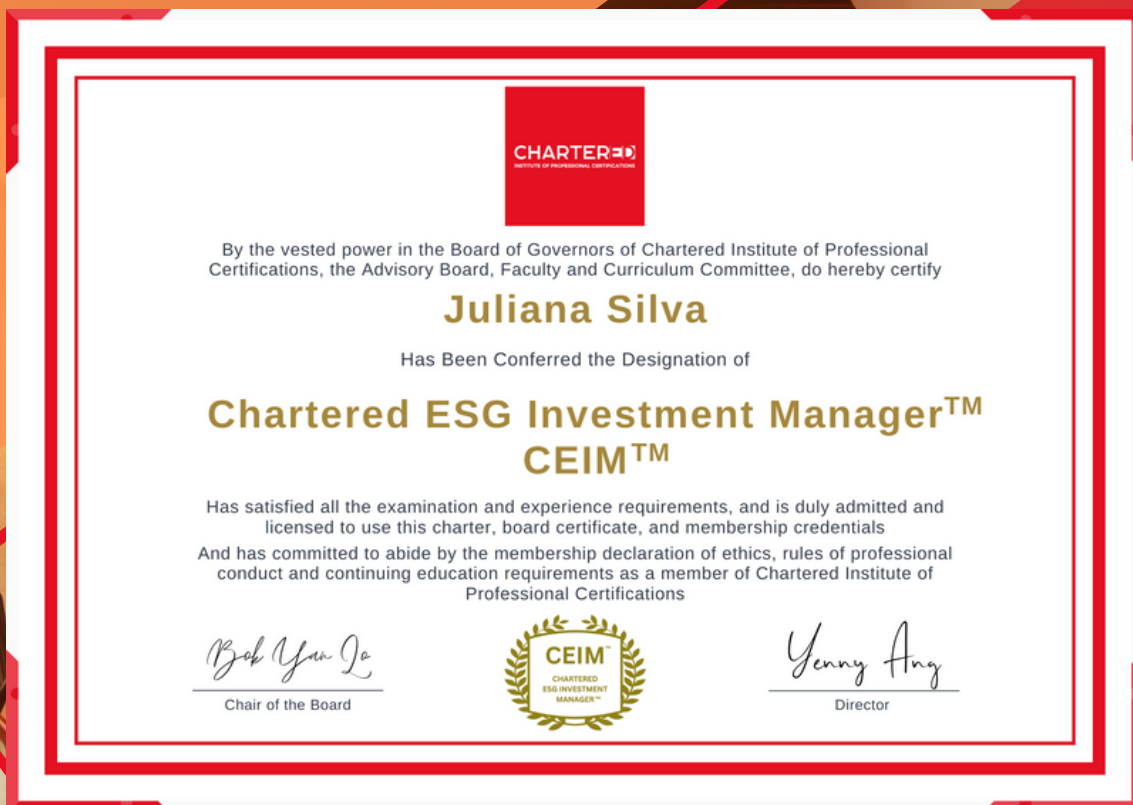 CHARTERED
INSTITUTE OF PROFESSIONAL CERTIFICATIONS
By the vested power in the Board of Governors of Chartered Institute of Professional
Certifications, the Advisory Board, Faculty and Curriculum Committee, do hereby certify
Juliana Silva
Has Been Conferred the Designation of
Chartered ESG Investment Manager™
CEIM™
Has satisfied all the examination and experience requirements, and is duly admitted and
licensed to use this charter, board certificate, and membership credentials
And has committed to abide by the membership declaration of ethics, rules of professional
conduct and continuing education requirements as a member of Chartered Institute of
Professional Certifications
Bok Yan Lo
Chair of the Board
CEIM™
CHARTERED
ESG INVESTMENT
MANAGER™
Yenny Ang
Director